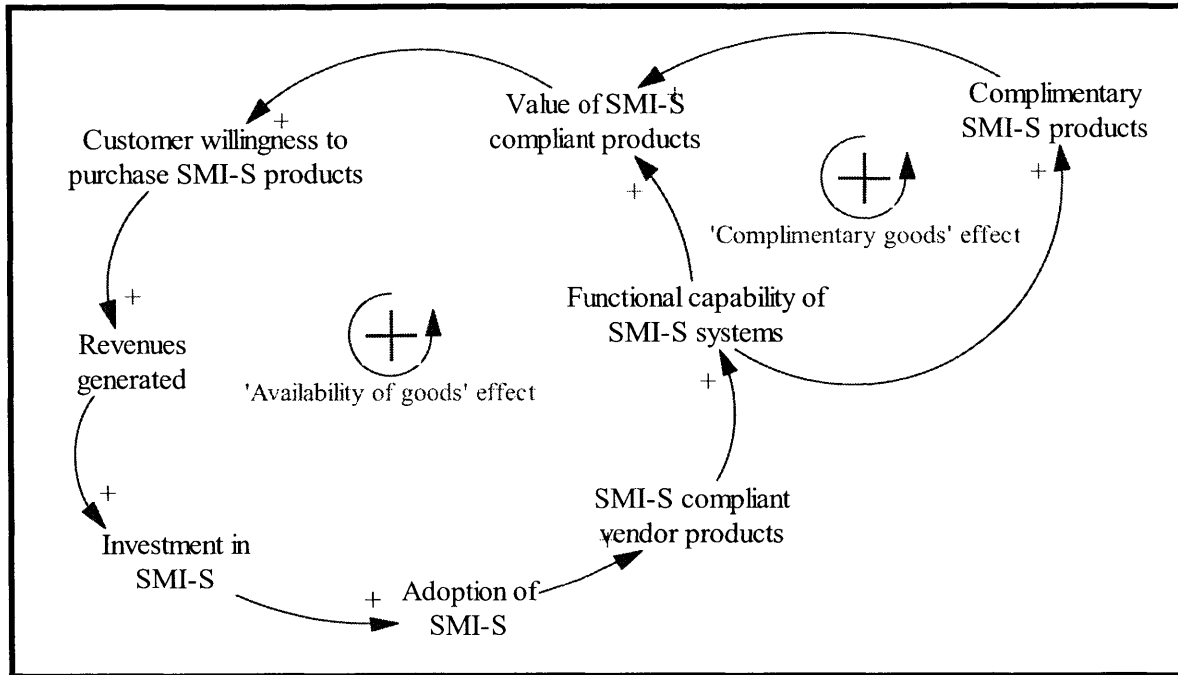 Value of SMI-S
compliant products
Complimentary
SMI-S products
+
+
Customer willingness to
purchase SMI-S products
+
+
+
'Complimentary goods' effect
+
Functional capability of
SMI-S systems
+
Revenues
generated
+
'Availability of goods' effect
+
+
SMI-S compliant
vendor products
Investment in
SMI-S
+
Adoption of
SMI-S